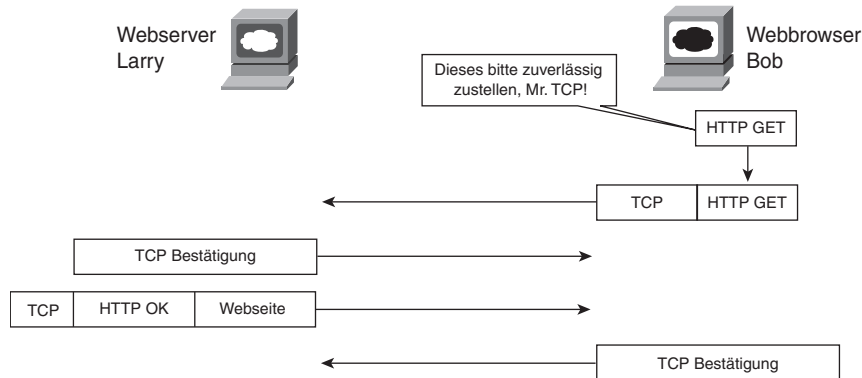 Webserver
Larry
Webbrowser
Bob
Dieses bitte zuverlässig
zustellen, Mr. TCP!
HTTP GET
TCP HTTP GET
TCP Bestätigung
TCP HTTP OK Webseite
TCP Bestätigung